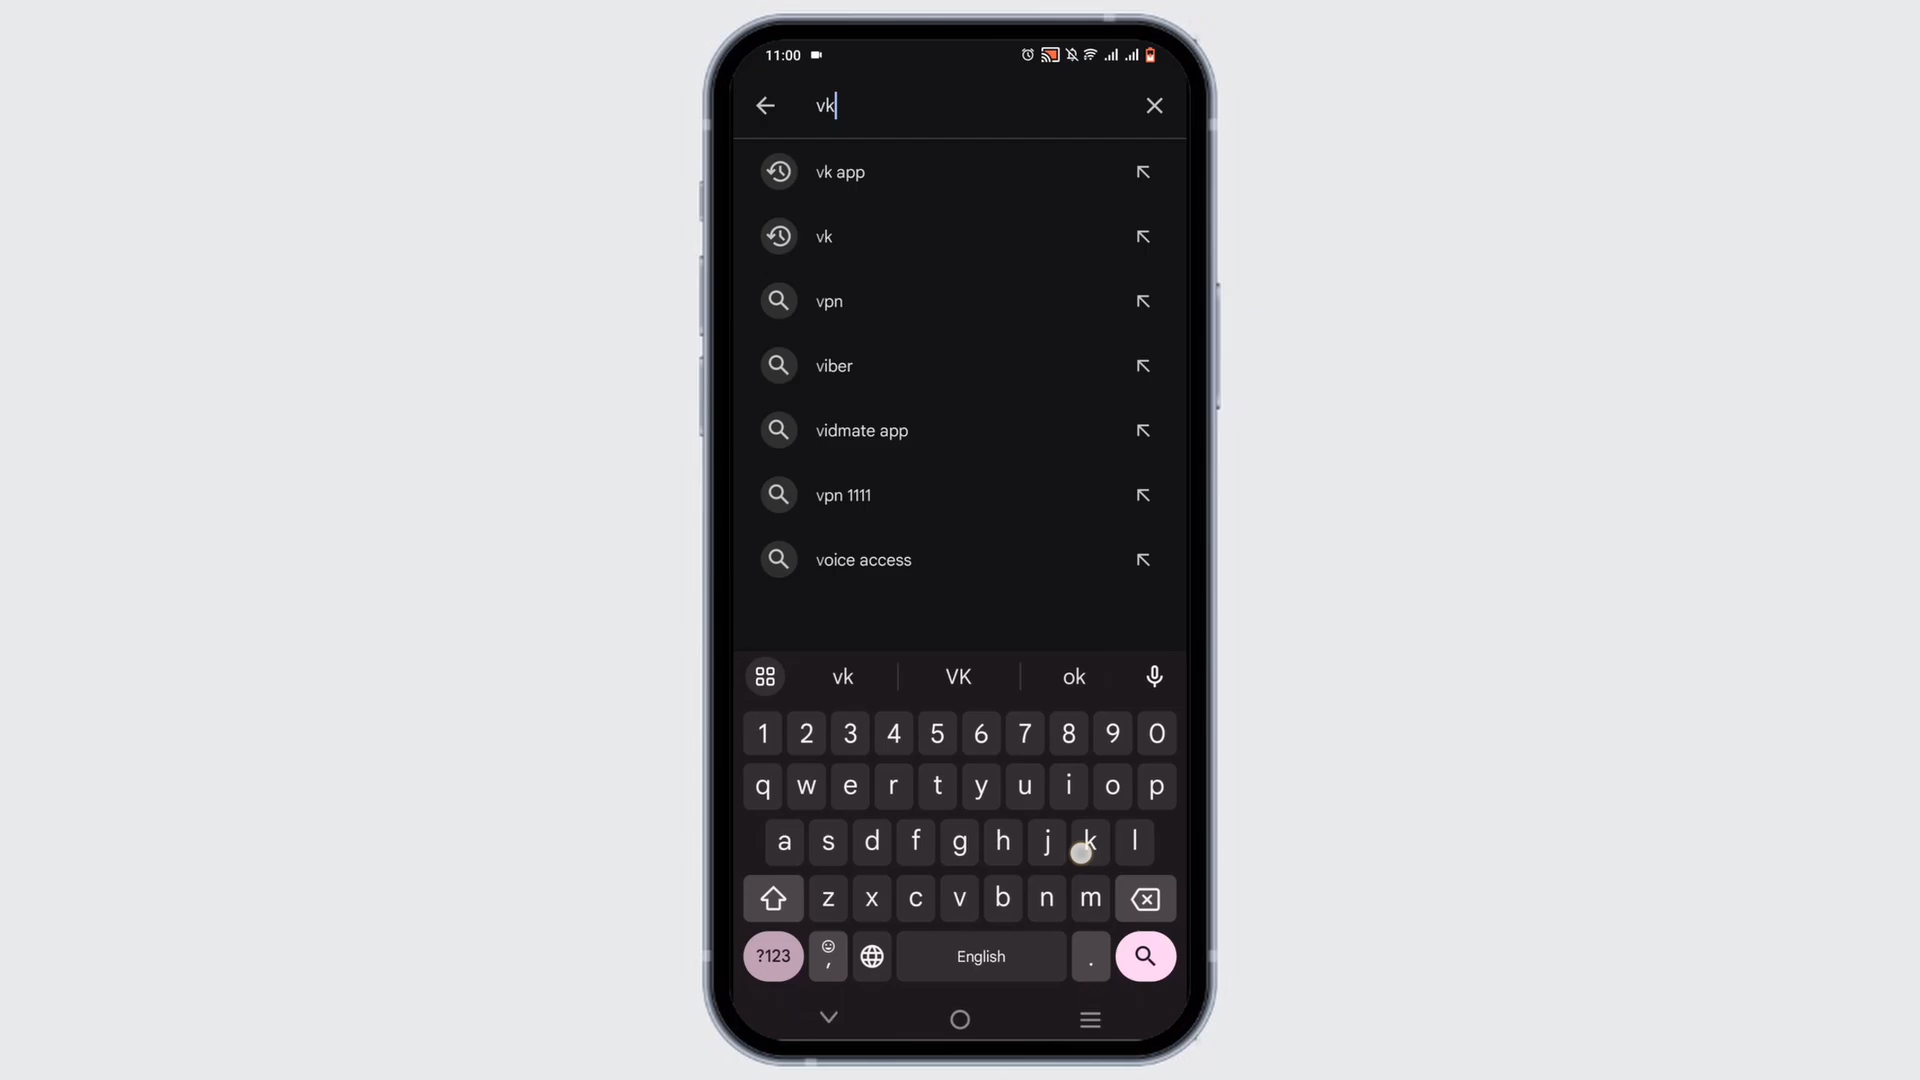 11:00
vk
vk app
vk
vpn
viber
vidmate app
vpn 1111
voice access
vk VK ok
1 2 3 4 5 6 7 8 9 0
q w e r t y u i o p
a s d f g h j k l
z x c v b n m
?123 , English .